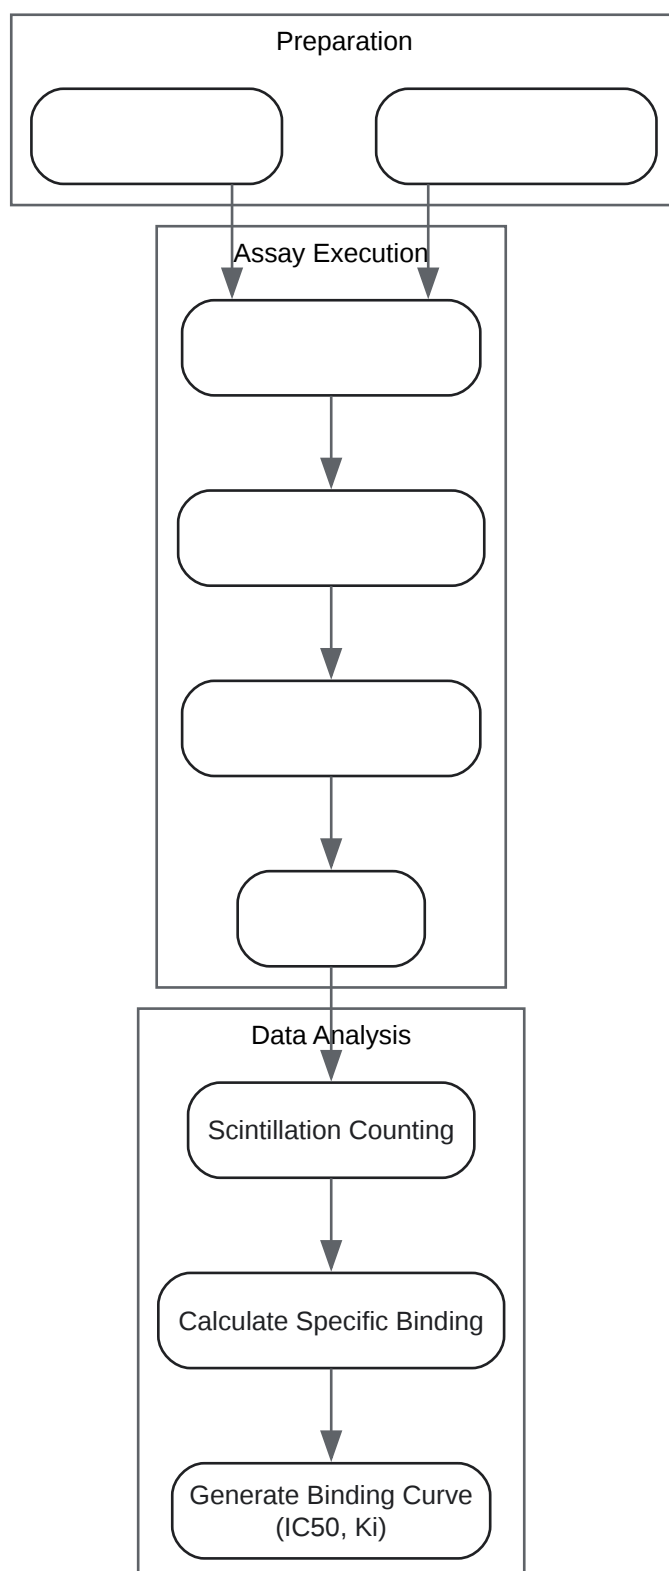 Preparation
Assay Execution
Data Analysis
Scintillation Counting
Calculate Specific Binding
Generate Binding Curve
(IC50, Ki)